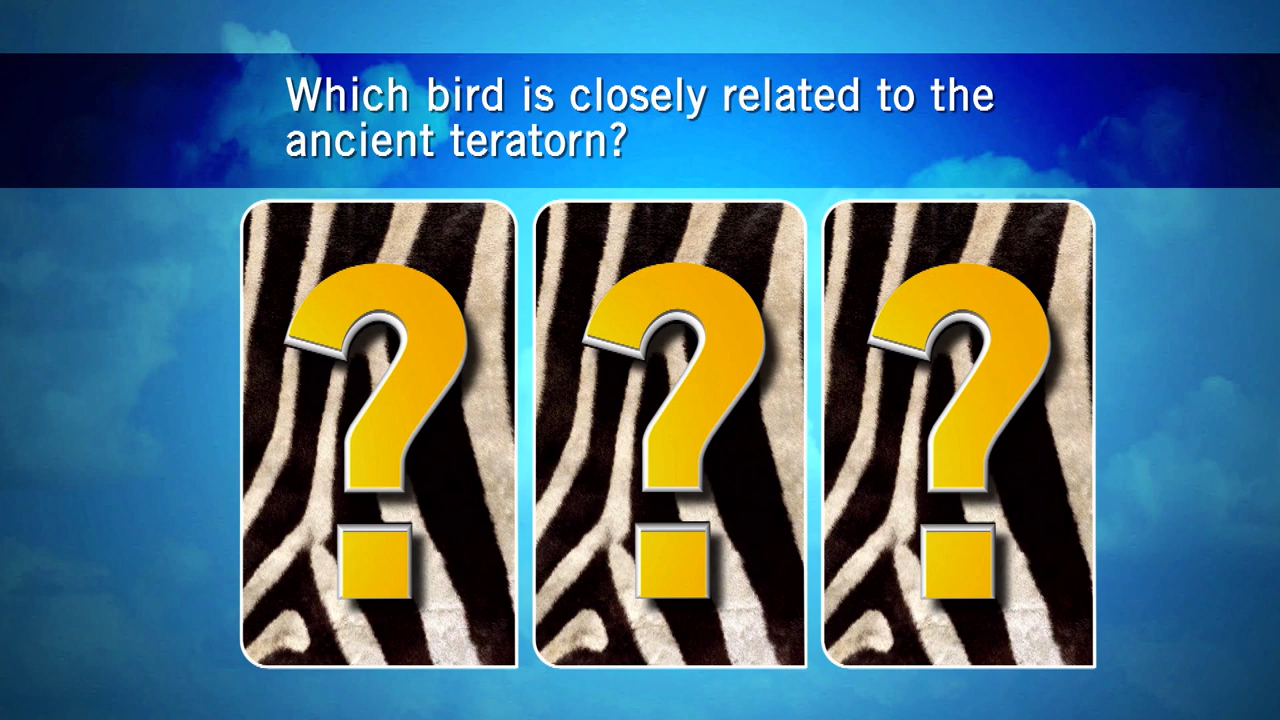 Which bird is closely related to the
ancient teratorn?
? ? ?